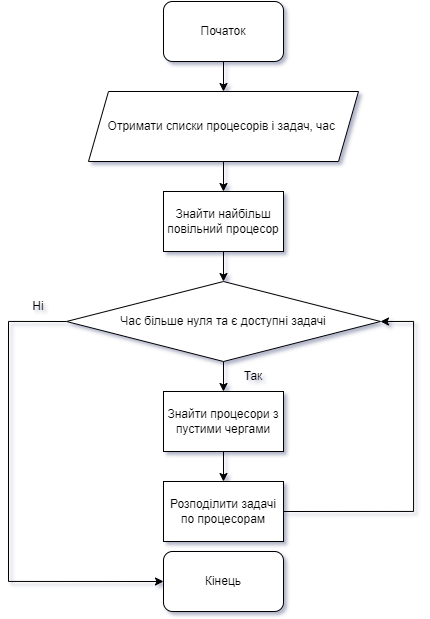 Початок
Отримати списки процесорів і задач, час
Знайти найбільш
повільний процесор
Ні
Час більше нуля та є доступні задачі
Так
Знайти процесори з
пустими чергами
Розподілити задачі
по процесорам
Кінець